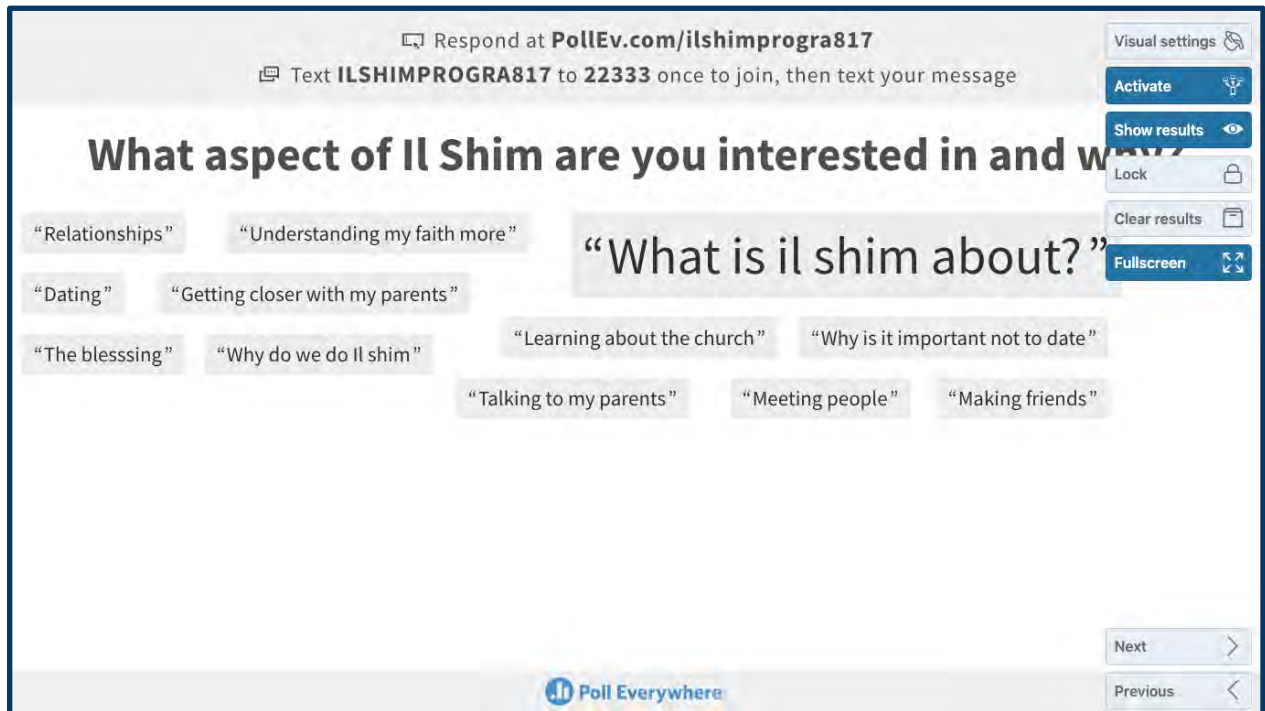 Respond at PollEv.com/ilshimprogra817
Text ILSHIMPROGRA817 to 22333 once to join, then text your message
What aspect of Il Shim are you interested in and why?
“Relationships”
“Understanding my faith more”
“What is il shim about?”
“Dating”
“Getting closer with my parents”
“Learning about the church”
“Why is it important not to date”
“The blesssing”
“Why do we do Il shim”
“Talking to my parents”
“Meeting people”
“Making friends”
Visual settings
Activate
Show results
Lock
Clear results
Fullscreen
Next
Previous
Poll Everywhere